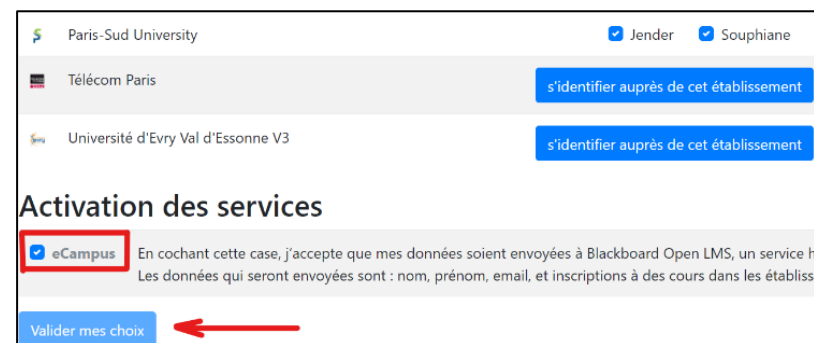 Paris-Sud University Jender Souphiane
Télécom Paris s'identifier auprès de cet établissement
Université d'Evry Val d'Essonne V3 s'identifier auprès de cet établissement
Activation des services
eCampus En cochant cette case, j'accepte que mes données soient envoyées à Blackboard Open LMS, un service h
Les données qui seront envoyées sont : nom, prénom, email, et inscriptions à des cours dans les établiss
Valider mes choix